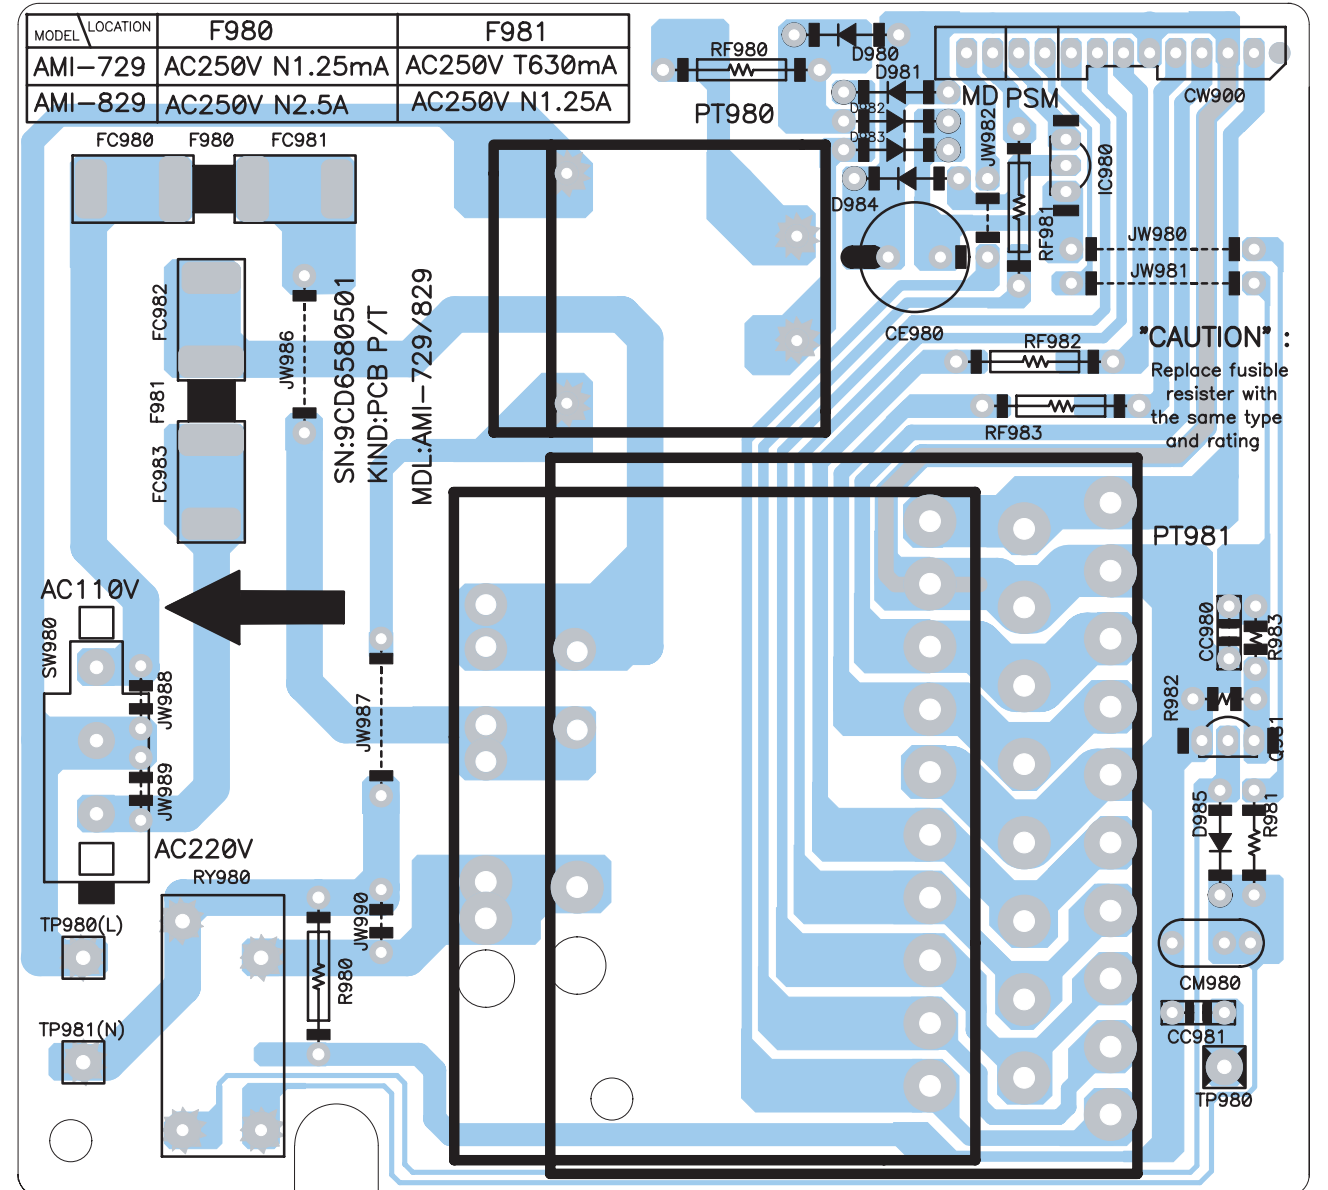 MODEL LOCATION F980 F981
AMI-729 AC250V N1.25mA AC250V T630mA
AMI-829 AC250V N2.5A AC250V N1.25A
FC980 F980 FC981
RF980
PT980
D980
D981
D982
D983
D984
MD PSM
CW900
JW982
IC980
RF981
JW980
JW981
CE980
RF982
RF983
"CAUTION" :
Replace fusible
resister with
the same type
and rating
FC982
F981
FC983
JW986
SN:9CD6580501
KIND:PCB P/T
MDL:AMI-729/829
PT981
AC110V
SW980
JW988
JW989
JW987
AC220V
RY980
TP980(L)
TP981(N)
R980
JW990
CC980
R983
R982
Q981
D985
R981
CM980
CC981
TP980